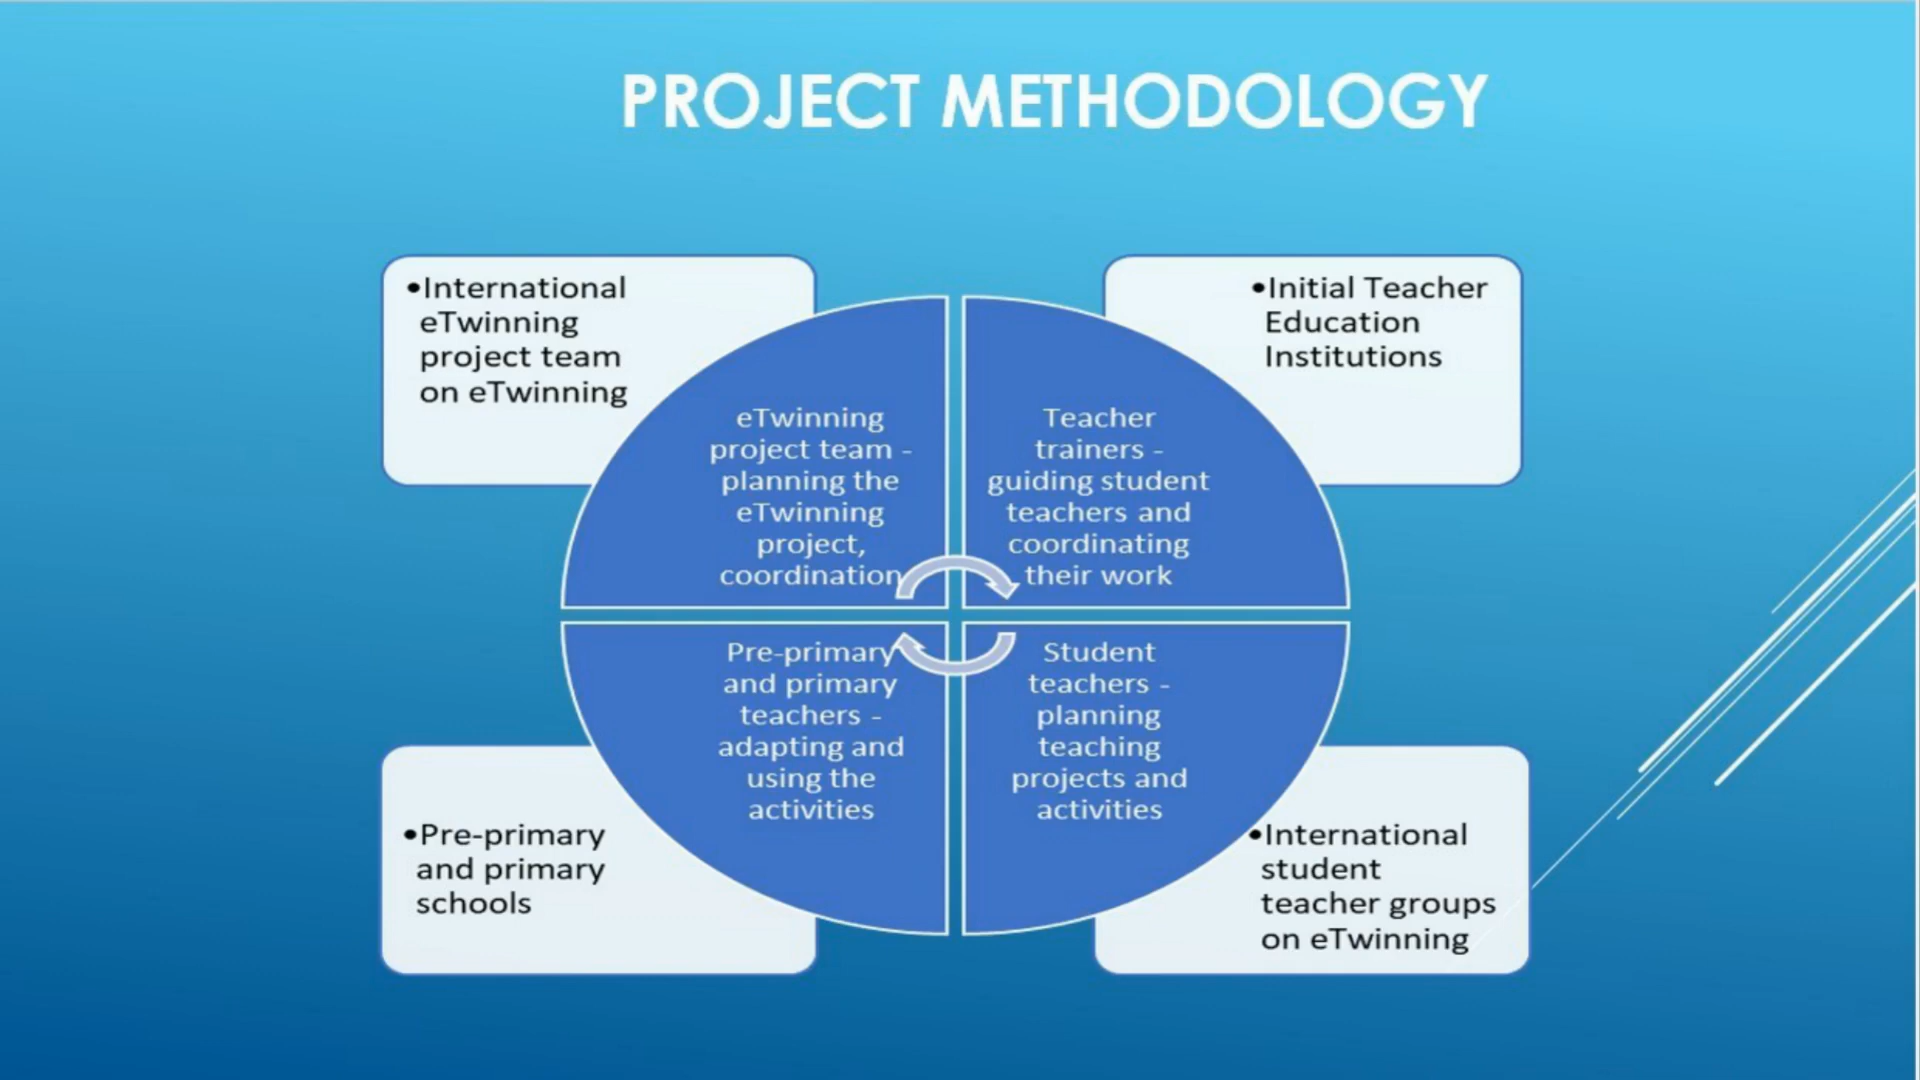 PROJECT METHODOLOGY
•International
eTwinning
project team
on eTwinning
•Initial Teacher
Education
Institutions
eTwinning
project team -
planning the
eTwinning
project,
coordination
Teacher
trainers -
guiding student
teachers and
coordinating
their work
Pre-primary
and primary
teachers -
adapting and
using the
activities
Student
teachers -
planning
teaching
projects and
activities
•Pre-primary
and primary
schools
•International
student
teacher groups
on eTwinning